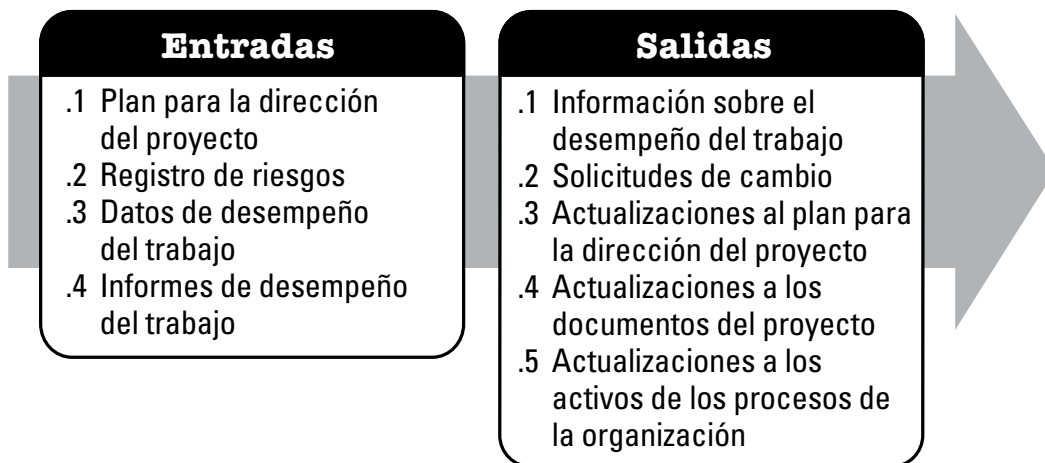 Entradas
.1 Plan para la dirección
del proyecto
.2 Registro de riesgos
.3 Datos de desempeño
del trabajo
.4 Informes de desempeño
del trabajo
Salidas
.1 Información sobre el
desempeño del trabajo
.2 Solicitudes de cambio
.3 Actualizaciones al plan para
la dirección del proyecto
.4 Actualizaciones a los
documentos del proyecto
.5 Actualizaciones a los
activos de los procesos de
la organización